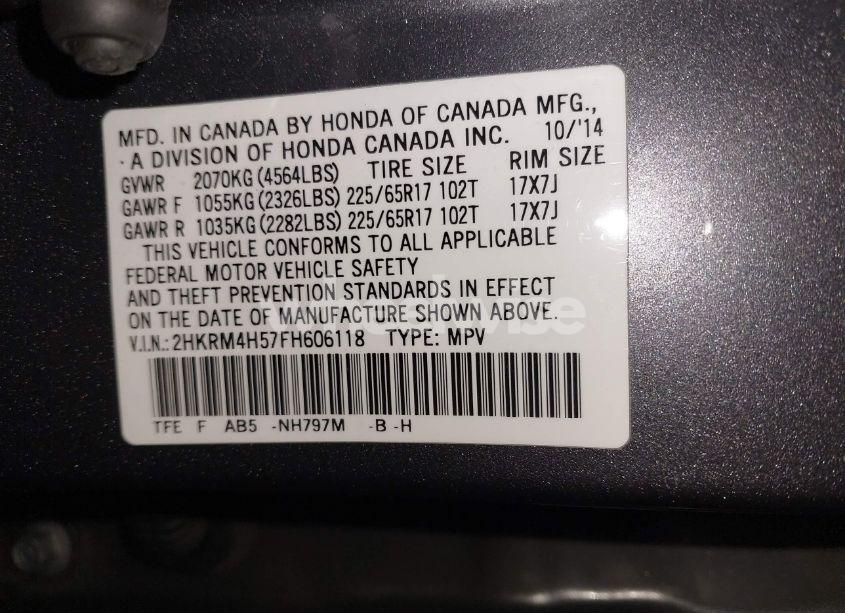 MFD. IN CANADA BY HONDA OF CANADA MFG.,
A DIVISION OF HONDA CANADA INC. 10/'14
GVWR 2070KG (4564LBS) TIRE SIZE RIM SIZE
GAWR F 1055KG (2326LBS) 225/65R17 102T 17X7J
GAWR R 1035KG (2282LBS) 225/65R17 102T 17X7J
THIS VEHICLE CONFORMS TO ALL APPLICABLE
FEDERAL MOTOR VEHICLE SAFETY
AND THEFT PREVENTION STANDARDS IN EFFECT
ON THE DATE OF MANUFACTURE SHOWN ABOVE.
V.I.N.: 2HKRM4H57FH606118 TYPE: MPV
TFE F AB5 -NH797M -B -H